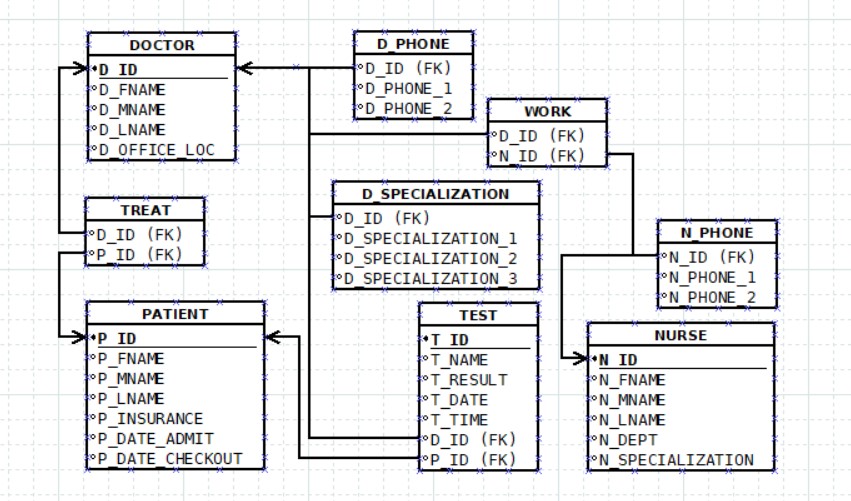 DOCTOR
D_ID
D_FNAME
D_MNAME
D_LNAME
D_OFFICE_LOC
D_PHONE
D_ID (FK)
D_PHONE_1
D_PHONE_2
WORK
D_ID (FK)
N_ID (FK)
TREAT
D_ID (FK)
P_ID (FK)
D_SPECIALIZATION
D_ID (FK)
D_SPECIALIZATION_1
D_SPECIALIZATION_2
D_SPECIALIZATION_3
N_PHONE
N_ID (FK)
N_PHONE_1
N_PHONE_2
PATIENT
P_ID
P_FNAME
P_MNAME
P_LNAME
P_INSURANCE
P_DATE_ADMIT
P_DATE_CHECKOUT
TEST
T_ID
T_NAME
T_RESULT
T_DATE
T_TIME
D_ID (FK)
P_ID (FK)
NURSE
N_ID
N_FNAME
N_MNAME
N_LNAME
N_DEPT
N_SPECIALIZATION